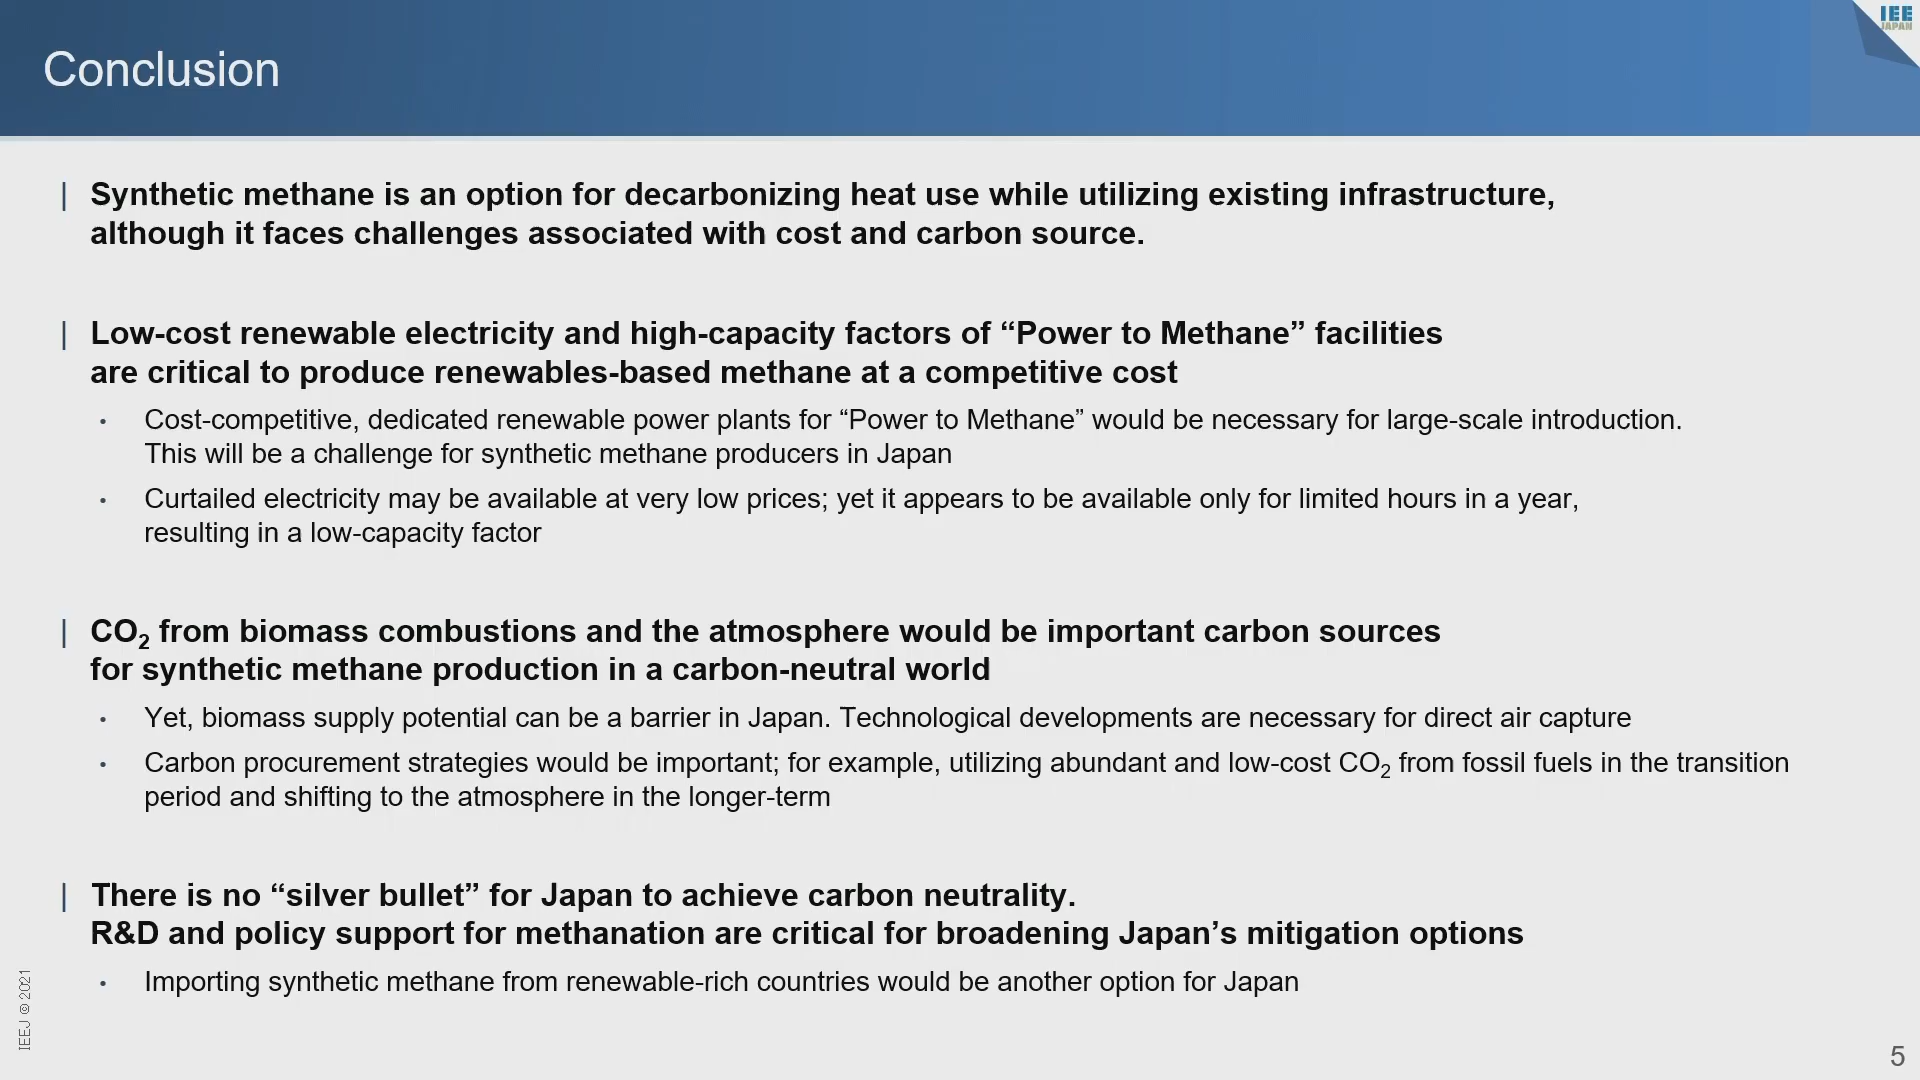 IEE
JAPAN
Conclusion
| Synthetic methane is an option for decarbonizing heat use while utilizing existing infrastructure,
although it faces challenges associated with cost and carbon source.
| Low-cost renewable electricity and high-capacity factors of “Power to Methane” facilities
are critical to produce renewables-based methane at a competitive cost
• Cost-competitive, dedicated renewable power plants for “Power to Methane” would be necessary for large-scale introduction.
This will be a challenge for synthetic methane producers in Japan
• Curtailed electricity may be available at very low prices; yet it appears to be available only for limited hours in a year,
resulting in a low-capacity factor
| CO₂ from biomass combustions and the atmosphere would be important carbon sources
for synthetic methane production in a carbon-neutral world
• Yet, biomass supply potential can be a barrier in Japan. Technological developments are necessary for direct air capture
• Carbon procurement strategies would be important; for example, utilizing abundant and low-cost CO₂ from fossil fuels in the transition
period and shifting to the atmosphere in the longer-term
| There is no “silver bullet” for Japan to achieve carbon neutrality.
R&D and policy support for methanation are critical for broadening Japan’s mitigation options
• Importing synthetic methane from renewable-rich countries would be another option for Japan
IEEJ © 2021
5